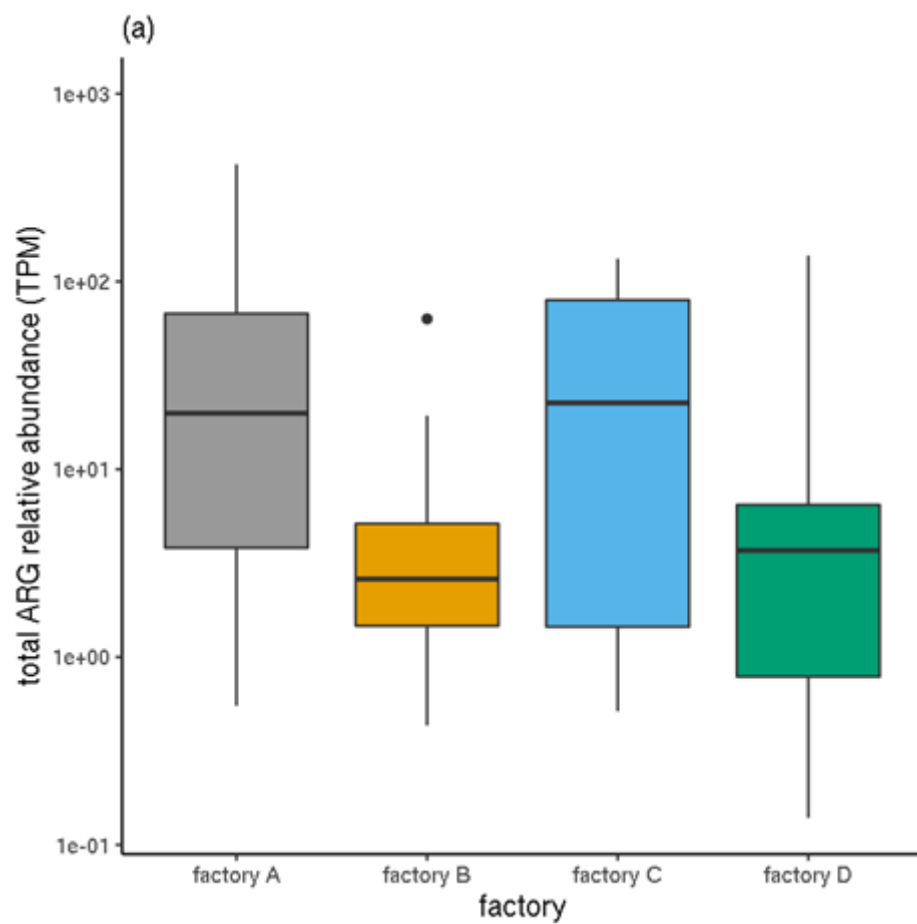 (a)
total ARG relative abundance (TPM)
1e+03
1e+02
1e+01
1e+00
1e-01
factory A factory B factory C factory D
factory